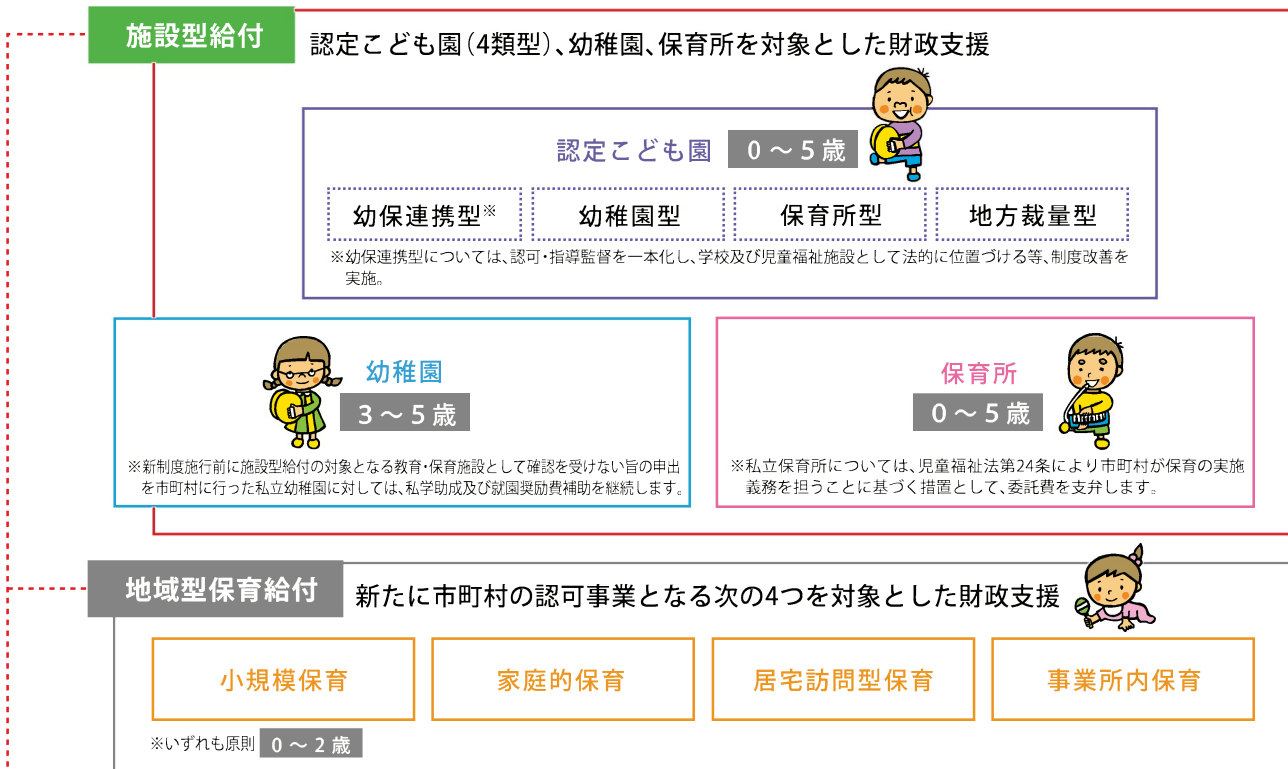 施設型給付
認定こども園(4類型)、幼稚園、保育所を対象とした財政支援
認定こども園 0～5歳
幼保連携型※
幼稚園型
保育所型
地方裁量型
※幼保連携型については、認可・指導監督を一本化し、学校及び児童福祉施設として法的に位置づける等、制度改善を
実施。
幼稚園
3～5歳
※新制度施行前に施設型給付の対象となる教育・保育施設として確認を受けない旨の申出
を市町村に行った私立幼稚園に対しては、私学助成及び就園奨励費補助を継続します。
保育所
0～5歳
※私立保育所については、児童福祉法第24条により市町村が保育の実施
義務を担うことに基づく措置として、委託費を支弁します。
地域型保育給付
新たに市町村の認可事業となる次の4つを対象とした財政支援
小規模保育
家庭的保育
居宅訪問型保育
事業所内保育
※いずれも原則 0～2歳